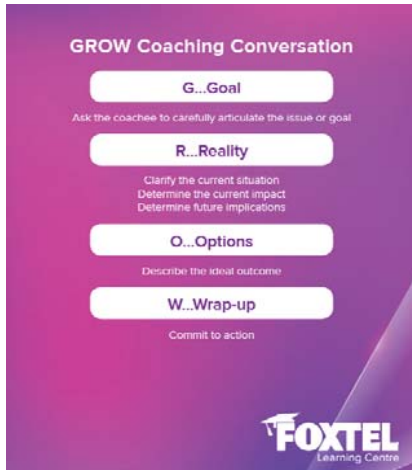 GROW Coaching Conversation
G...Goal
Ask the coachee to carefully articulate the issue or goal
R...Reality
Clarify the current situation
Determine the current impact
Determine future implications
O...Options
Describe the ideal outcome
W...Wrap-up
Commit to action
FOXTEL
Learning Centre